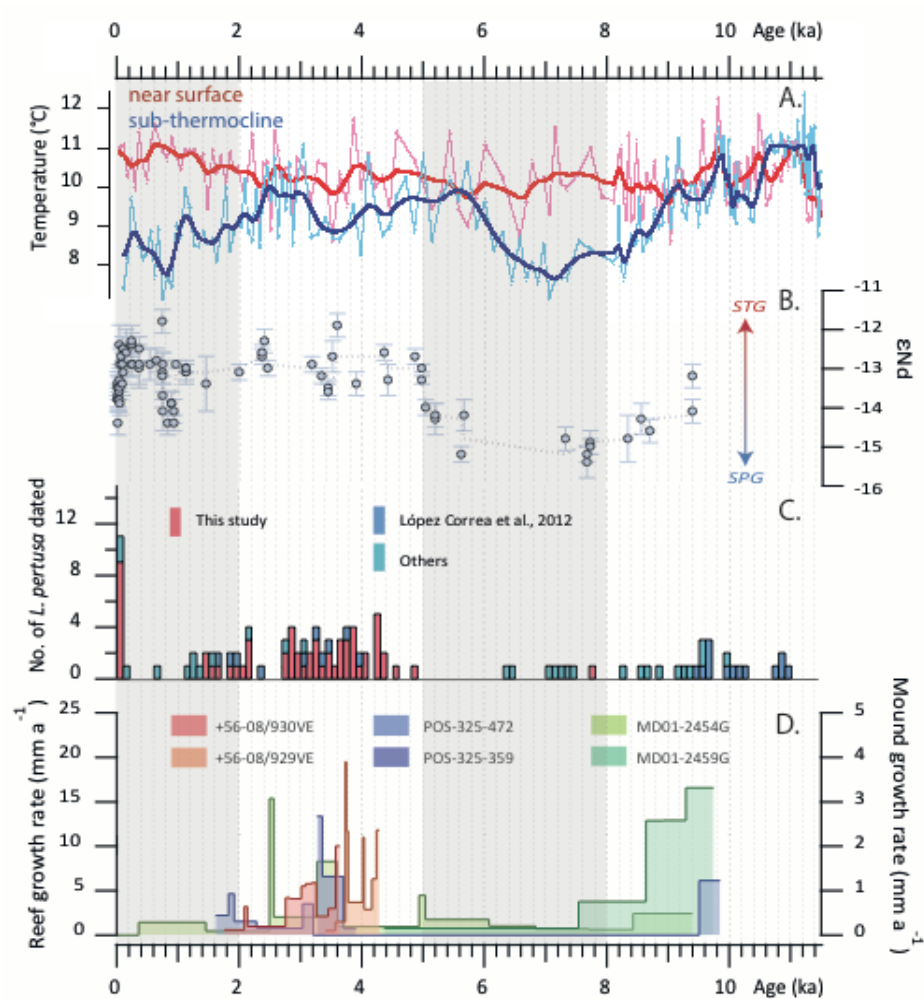 0 2 4 6 8 10 Age (ka)
A.
near surface
sub-thermocline
Temperature (°C)
12
11
10
9
8
B.
STG
SPG
-11
-12
-13
-14
-15
-16
εNd
C.
This study
López Correa et al., 2012
Others
No. of L. pertusa dated
12
8
4
0
D.
+56-08/930VE POS-325-472 MD01-2454G
+56-08/929VE POS-325-359 MD01-2459G
Reef growth rate (mm a⁻¹)
25
20
15
10
5
0
Mound growth rate (mm a⁻¹)
5
4
3
2
1
0
0 2 4 6 8 10 Age (ka)